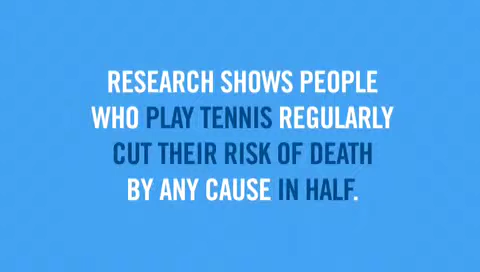 RESEARCH SHOWS PEOPLE
WHO PLAY TENNIS REGULARLY
CUT THEIR RISK OF DEATH
BY ANY CAUSE IN HALF.